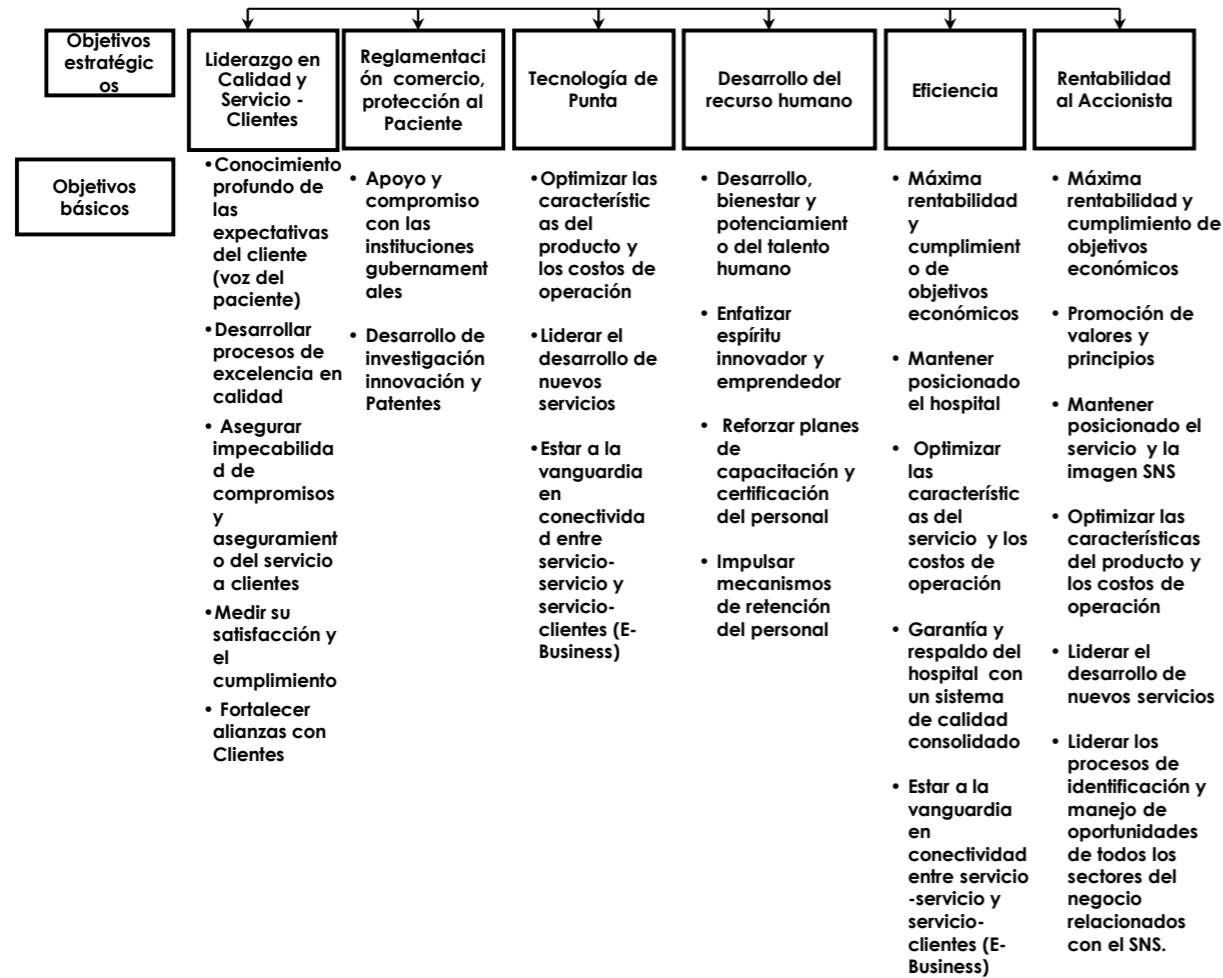 Objetivos
estratégic
os
Liderazgo en
Calidad y
Servicio -
Clientes
Reglamentaci
ón comercio,
protección al
Paciente
Tecnología de
Punta
Desarrollo del
recurso humano
Eficiencia
Rentabilidad
al Accionista
Objetivos
básicos
•Conocimiento
profundo de
las
expectativas
del cliente
(voz del
paciente)
•Desarrollar
procesos de
excelencia en
calidad
• Asegurar
impecabilida
d de
compromisos
y
aseguramient
o del servicio
a clientes
•Medir su
satisfacción y
el
cumplimiento
• Fortalecer
alianzas con
Clientes
• Apoyo y
compromiso
con las
instituciones
gubernament
ales
• Desarrollo de
investigación
innovación y
Patentes
•Optimizar las
característic
as del
producto y
los costos de
operación
•Liderar el
desarrollo de
nuevos
servicios
•Estar a la
vanguardia
en
conectivida
d entre
servicio-
servicio y
servicio-
clientes (E-
Business)
• Desarrollo,
bienestar y
potenciamient
o del talento
humano
• Enfatizar
espíritu
innovador y
emprendedor
• Reforzar planes
de
capacitación y
certificación
del personal
• Impulsar
mecanismos
de retención
del personal
• Máxima
rentabilidad
y
cumplimient
o de
objetivos
económicos
• Mantener
posicionado
el hospital
• Optimizar
las
característic
as del
servicio y los
costos de
operación
• Garantía y
respaldo del
hospital con
un sistema
de calidad
consolidado
• Estar a la
vanguardia
en
conectividad
entre servicio
-servicio y
servicio-
clientes (E-
Business)
• Máxima
rentabilidad y
cumplimiento de
objetivos
económicos
• Promoción de
valores y
principios
• Mantener
posicionado el
servicio y la
imagen SNS
• Optimizar las
características
del producto y
los costos de
operación
• Liderar el
desarrollo de
nuevos servicios
• Liderar los
procesos de
identificación y
manejo de
oportunidades
de todos los
sectores del
negocio
relacionados
con el SNS.